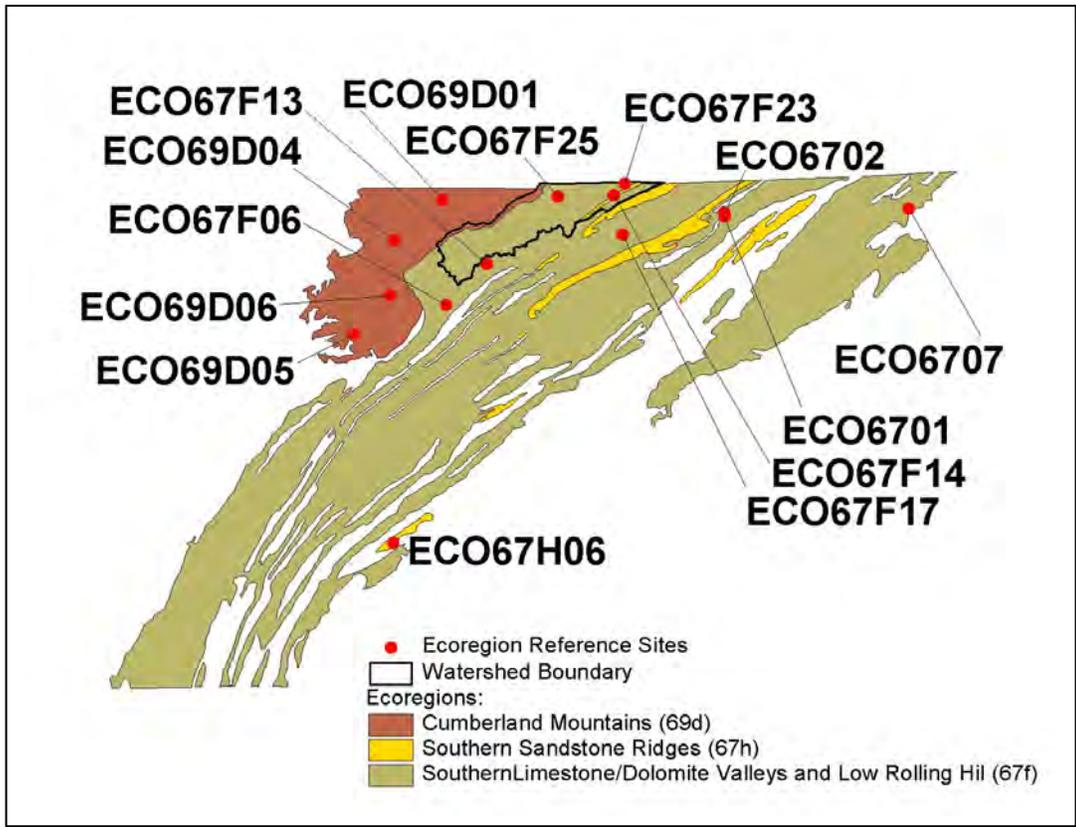 ECO67F13
ECO69D01
ECO67F23
ECO69D04
ECO67F25
ECO6702
ECO67F06
ECO69D06
ECO69D05
ECO6707
ECO6701
ECO67F14
ECO67F17
ECO67H06
Ecoregion Reference Sites
Watershed Boundary
Ecoregions:
Cumberland Mountains (69d)
Southern Sandstone Ridges (67h)
SouthernLimestone/Dolomite Valleys and Low Rolling Hil (67f)